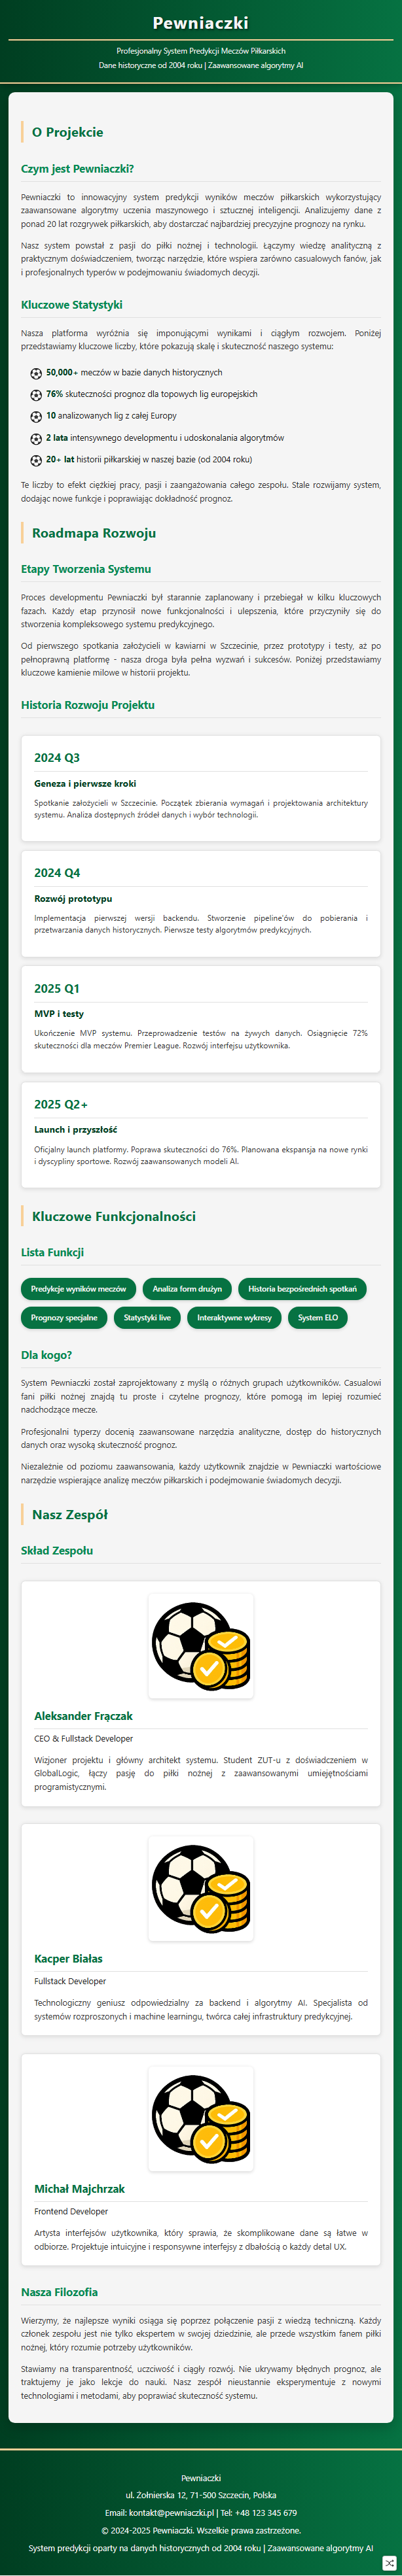 Pewniaczki
Profesjonalny System Predykcji Meczów Piłkarskich
Dane historyczne od 2004 roku | Zaawansowane algorytmy AI
O Projekcie
Czym jest Pewniaczki?
Pewniaczki to innowacyjny system predykcji wyników meczów piłkarskich wykorzystujący
zaawansowane algorytmy uczenia maszynowego i sztucznej inteligencji. Analizujemy dane z
ponad 20 lat rozgrywek piłkarskich, aby dostarczać najbardziej precyzyjne prognozy na rynku.
Nasz system powstał z pasji do piłki nożnej i technologii. Łączymy wiedzę analityczną z
praktycznym doświadczeniem, tworząc narzędzie, które wspiera zarówno casualowych fanów, jak
i profesjonalnych typerów w podejmowaniu świadomych decyzji.
Kluczowe Statystyki
Nasza platforma wyróżnia się imponującymi wynikami i ciągłym rozwojem. Poniżej
przedstawiamy kluczowe liczby, które pokazują skalę i skuteczność naszego systemu:
50,000+ meczów w bazie danych historycznych
76% skuteczności prognoz dla topowych lig europejskich
10 analizowanych lig z całej Europy
2 lata intensywnego developmentu i udoskonalania algorytmów
20+ lat historii piłkarskiej w naszej bazie (od 2004 roku)
Te liczby to efekt ciężkiej pracy, pasji i zaangażowania całego zespołu. Stale rozwijamy system,
dodając nowe funkcje i poprawiając dokładność prognoz.
Roadmapa Rozwoju
Etapy Tworzenia Systemu
Proces developmentu Pewniaczki był starannie zaplanowany i przebiegał w kilku kluczowych
fazach. Każdy etap przynosił nowe funkcjonalności i ulepszenia, które przyczyniły się do
stworzenia kompleksowego systemu predykcyjnego.
Od pierwszego spotkania założycieli w kawiarni w Szczecinie, przez prototypy i testy, aż po
pełnoprawną platformę - nasza droga była pełna wyzwań i sukcesów. Poniżej przedstawiamy
kluczowe kamienie milowe w historii projektu.
Historia Rozwoju Projektu
2024 Q3
Geneza i pierwsze kroki
Spotkanie założycieli w Szczecinie. Początek zbierania wymagań i projektowania architektury
systemu. Analiza dostępnych źródeł danych i wybór technologii.
2024 Q4
Rozwój prototypu
Implementacja pierwszej wersji backendu. Stworzenie pipeline'ów do pobierania i
przetwarzania danych historycznych. Pierwsze testy algorytmów predykcyjnych.
2025 Q1
MVP i testy
Ukończenie MVP systemu. Przeprowadzenie testów na żywych danych. Osiągnięcie 72%
skuteczności dla meczów Premier League. Rozwój interfejsu użytkownika.
2025 Q2+
Launch i przyszłość
Oficjalny launch platformy. Poprawa skuteczności do 76%. Planowana ekspansja na nowe rynki
i dyscypliny sportowe. Rozwój zaawansowanych modeli AI.
Kluczowe Funkcjonalności
Lista Funkcji
Predykcje wyników meczów Analiza form drużyn Historia bezpośrednich spotkań
Prognozy specjalne Statystyki live Interaktywne wykresy System ELO
Dla kogo?
System Pewniaczki został zaprojektowany z myślą o różnych grupach użytkowników. Casualowi
fani piłki nożnej znajdą tu proste i czytelne prognozy, które pomogą im lepiej rozumieć
nadchodzące mecze.
Profesjonalni typerzy docenią zaawansowane narzędzia analityczne, dostęp do historycznych
danych oraz wysoką skuteczność prognoz.
Niezależnie od poziomu zaawansowania, każdy użytkownik znajdzie w Pewniaczki wartościowe
narzędzie wspierające analizę meczów piłkarskich i podejmowanie świadomych decyzji.
Nasz Zespół
Skład Zespołu
Aleksander Frączak
CEO & Fullstack Developer
Wizjoner projektu i główny architekt systemu. Student ZUT-u z doświadczeniem w
GlobalLogic, łączy pasję do piłki nożnej z zaawansowanymi umiejętnościami
programistycznymi.
Kacper Białas
Fullstack Developer
Technologiczny geniusz odpowiedzialny za backend i algorytmy AI. Specjalista od
systemów rozproszonych i machine learningu, twórca całej infrastruktury predykcyjnej.
Michał Majchrzak
Frontend Developer
Artysta interfejsów użytkownika, który sprawia, że skomplikowane dane są łatwe w
odbiorze. Projektuje intuicyjne i responsywne interfejsy z dbałością o każdy detal UX.
Nasza Filozofia
Wierzymy, że najlepsze wyniki osiąga się poprzez połączenie pasji z wiedzą techniczną. Każdy
członek zespołu jest nie tylko ekspertem w swojej dziedzinie, ale przede wszystkim fanem piłki
nożnej, który rozumie potrzeby użytkowników.
Stawiamy na transparentność, uczciwość i ciągły rozwój. Nie ukrywamy błędnych prognoz, ale
traktujemy je jako lekcje do nauki. Nasz zespół nieustannie eksperymentuje z nowymi
technologiami i metodami, aby poprawiać skuteczność systemu.
Pewniaczki
ul. Żołnierska 12, 71-500 Szczecin, Polska
Email: kontakt@pewniaczki.pl | Tel: +48 123 345 679
© 2024-2025 Pewniaczki. Wszelkie prawa zastrzeżone.
System predykcji oparty na danych historycznych od 2004 roku | Zaawansowane algorytmy AI